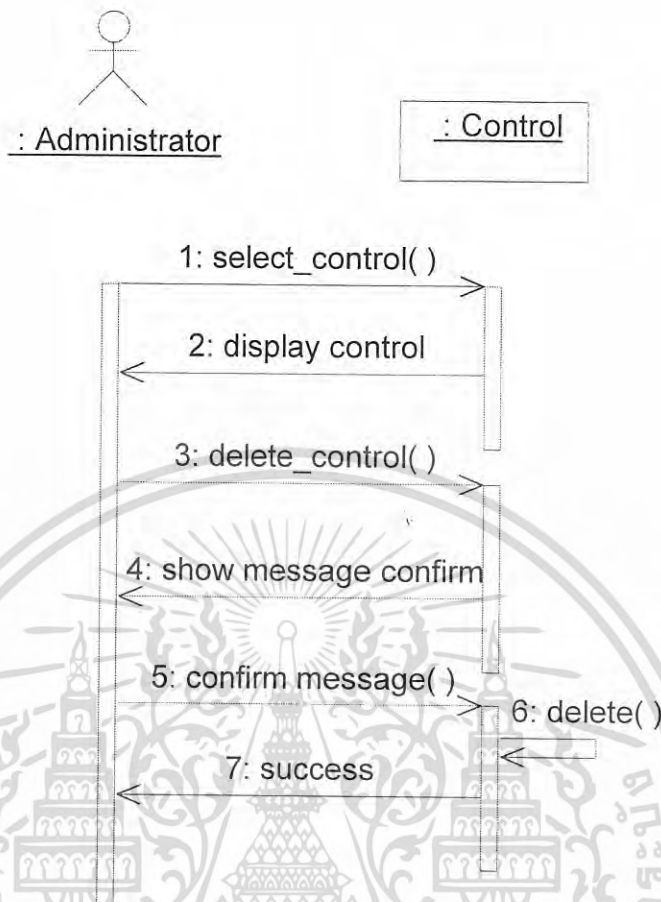 : Administrator
: Control
1: select_control( )
2: display control
3: delete_control( )
4: show message confirm
5: confirm message( )
6: delete( )
7: success